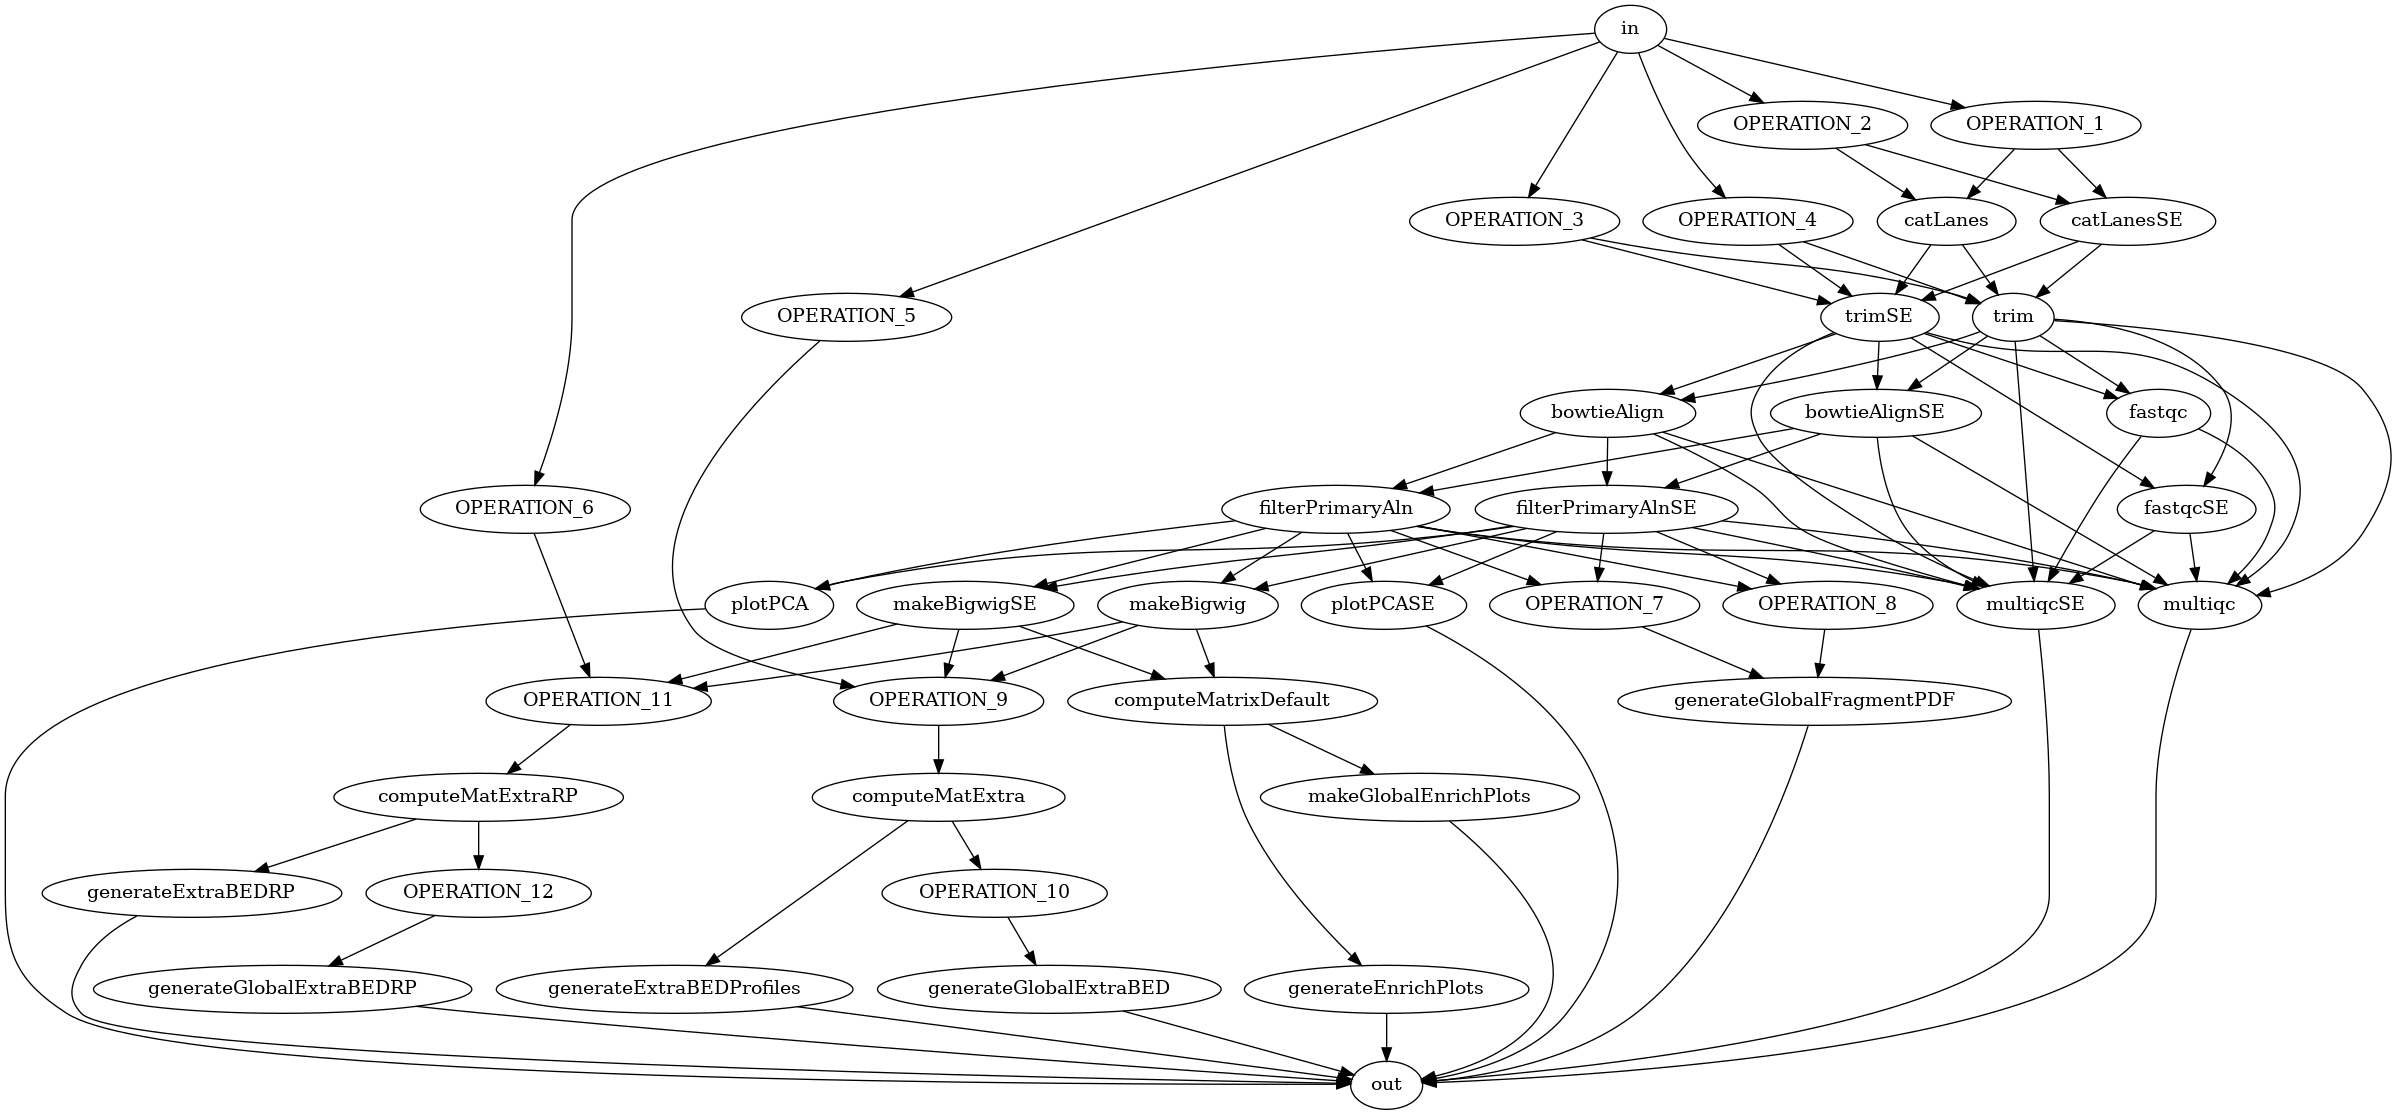 in
OPERATION_2
OPERATION_1
OPERATION_3
OPERATION_4
catLanes
catLanesSE
OPERATION_5
trimSE
trim
bowtieAlign
bowtieAlignSE
fastqc
OPERATION_6
filterPrimaryAln
filterPrimaryAlnSE
fastqcSE
plotPCA
makeBigwigSE
makeBigwig
plotPCASE
OPERATION_7
OPERATION_8
multiqcSE
multiqc
OPERATION_11
OPERATION_9
computeMatrixDefault
generateGlobalFragmentPDF
computeMatExtraRP
computeMatExtra
makeGlobalEnrichPlots
generateExtraBEDRP
OPERATION_12
OPERATION_10
generateGlobalExtraBEDRP
generateExtraBEDProfiles
generateGlobalExtraBED
generateEnrichPlots
out